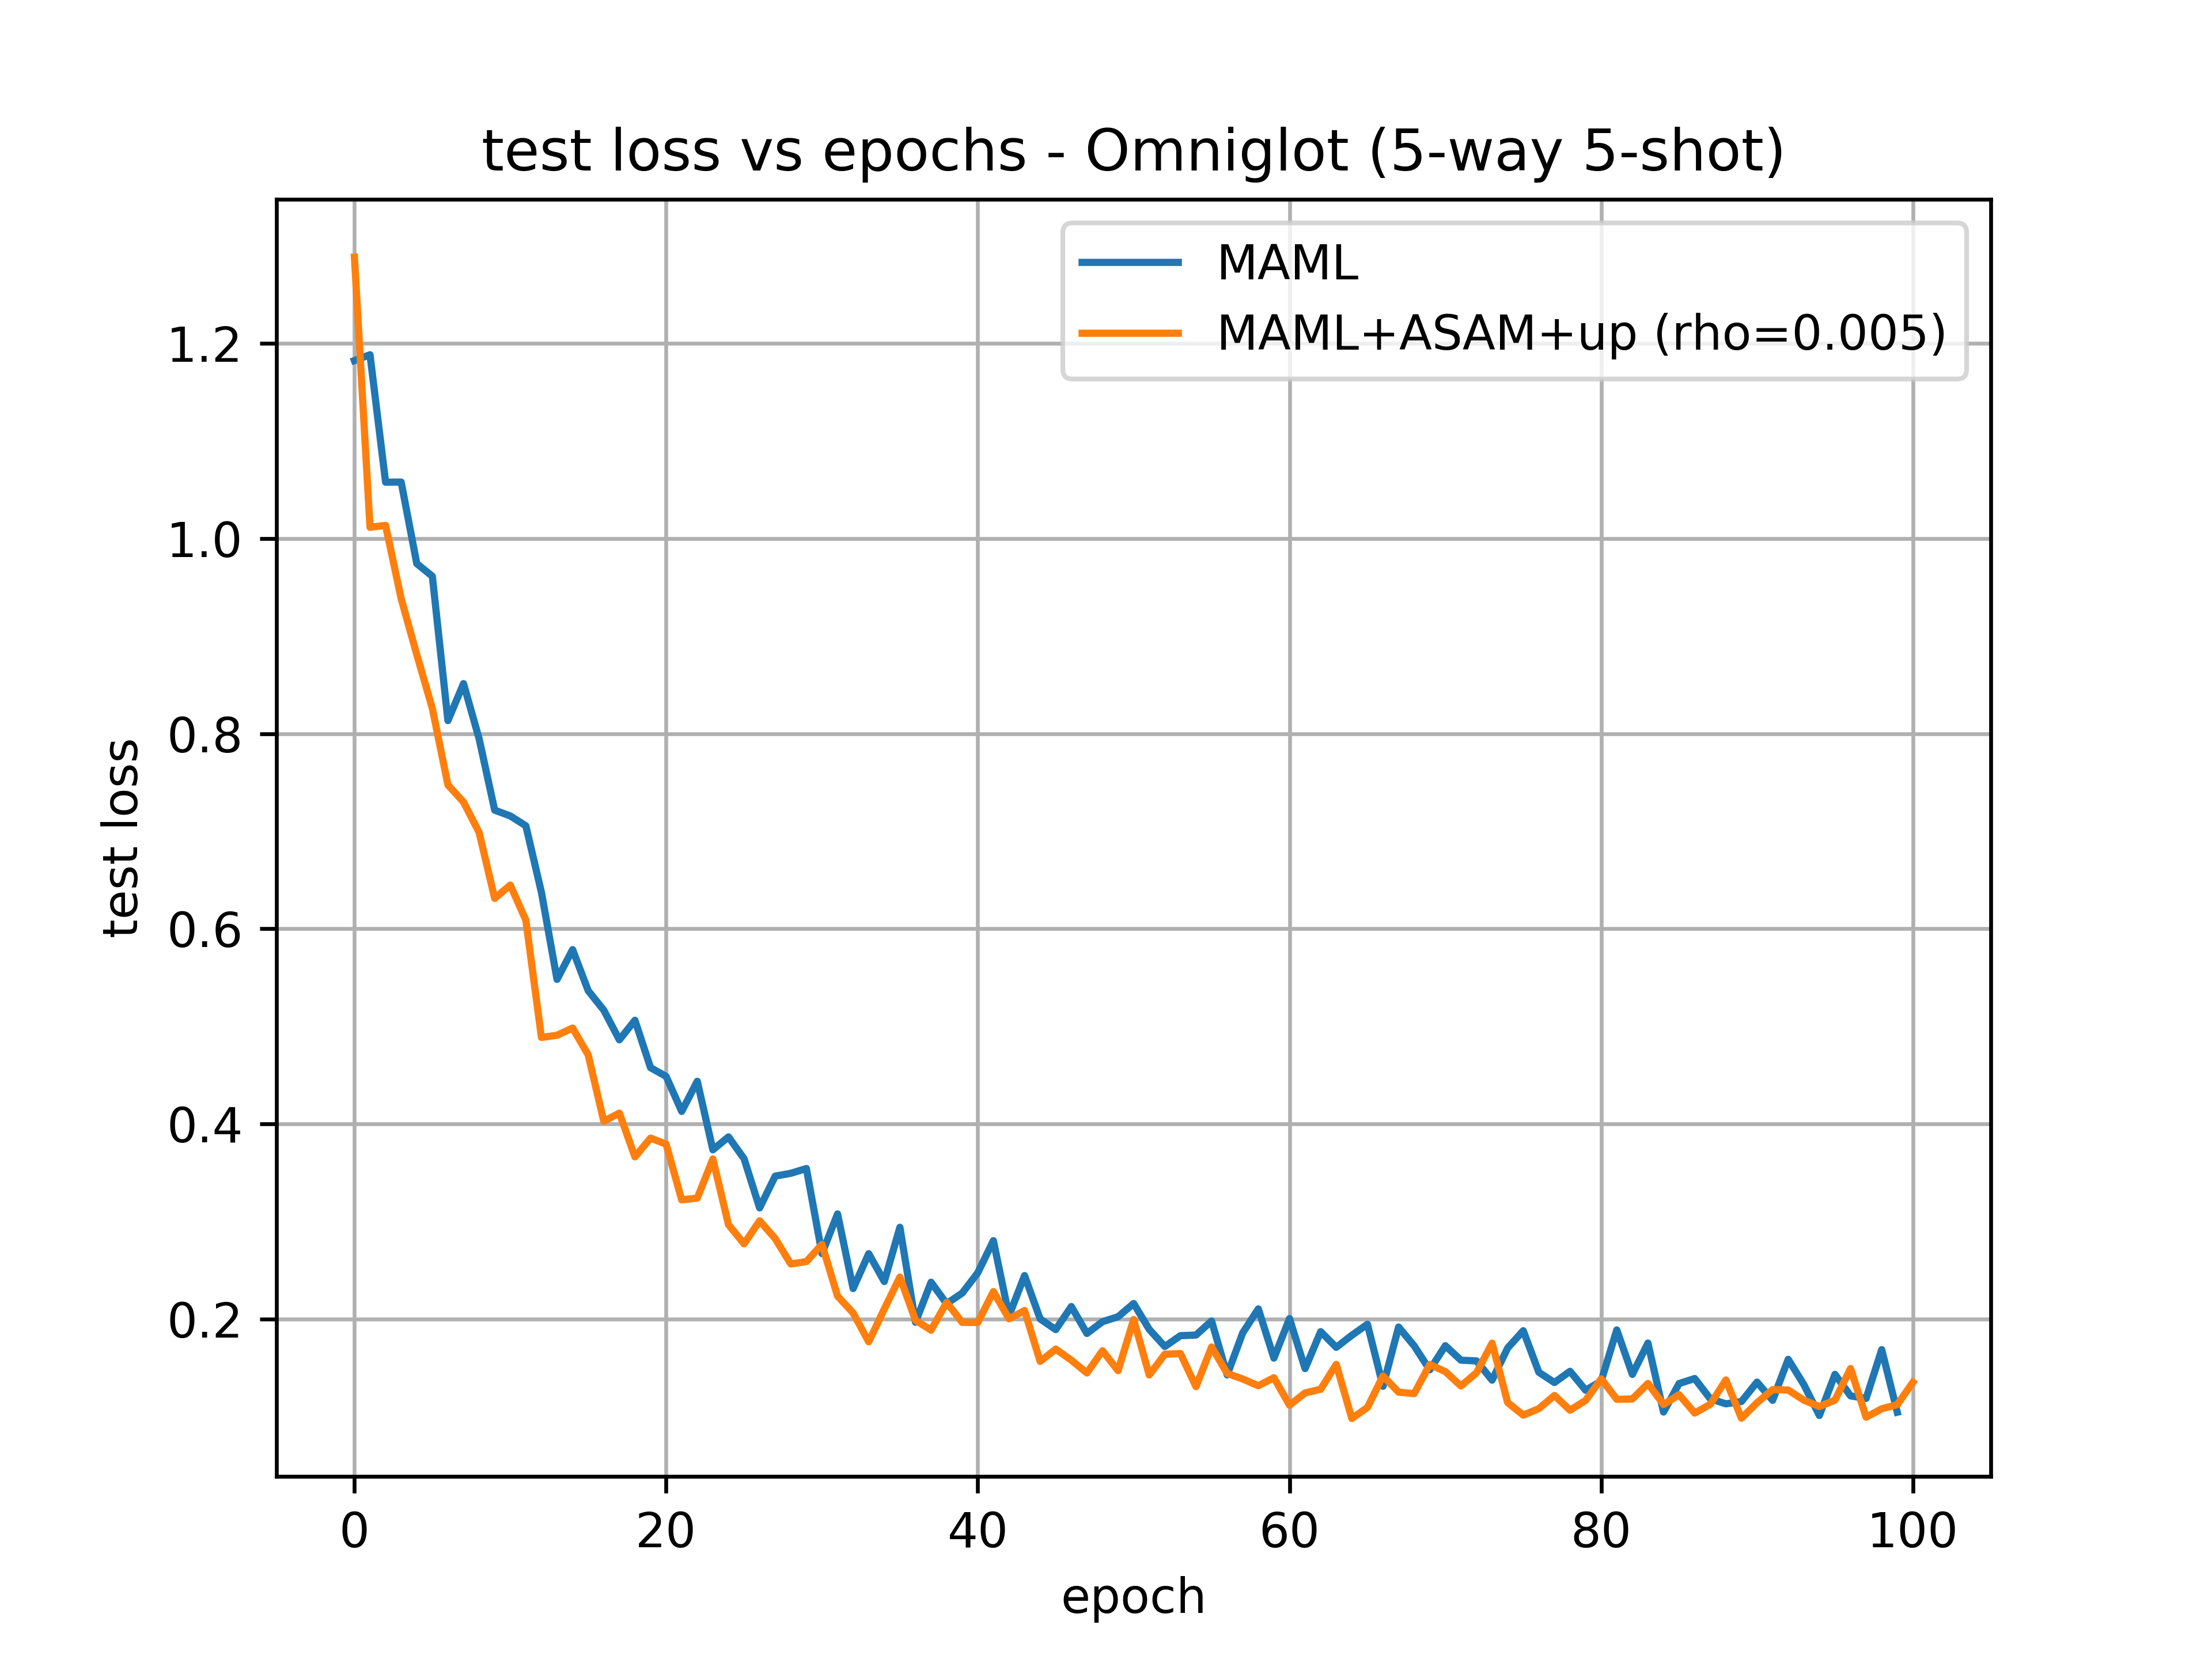 test loss vs epochs - Omniglot (5-way 5-shot)
MAML
MAML+ASAM+up (rho=0.005)
1.2
1.0
0.8
0.6
0.4
0.2
test loss
0 20 40 60 80 100
epoch